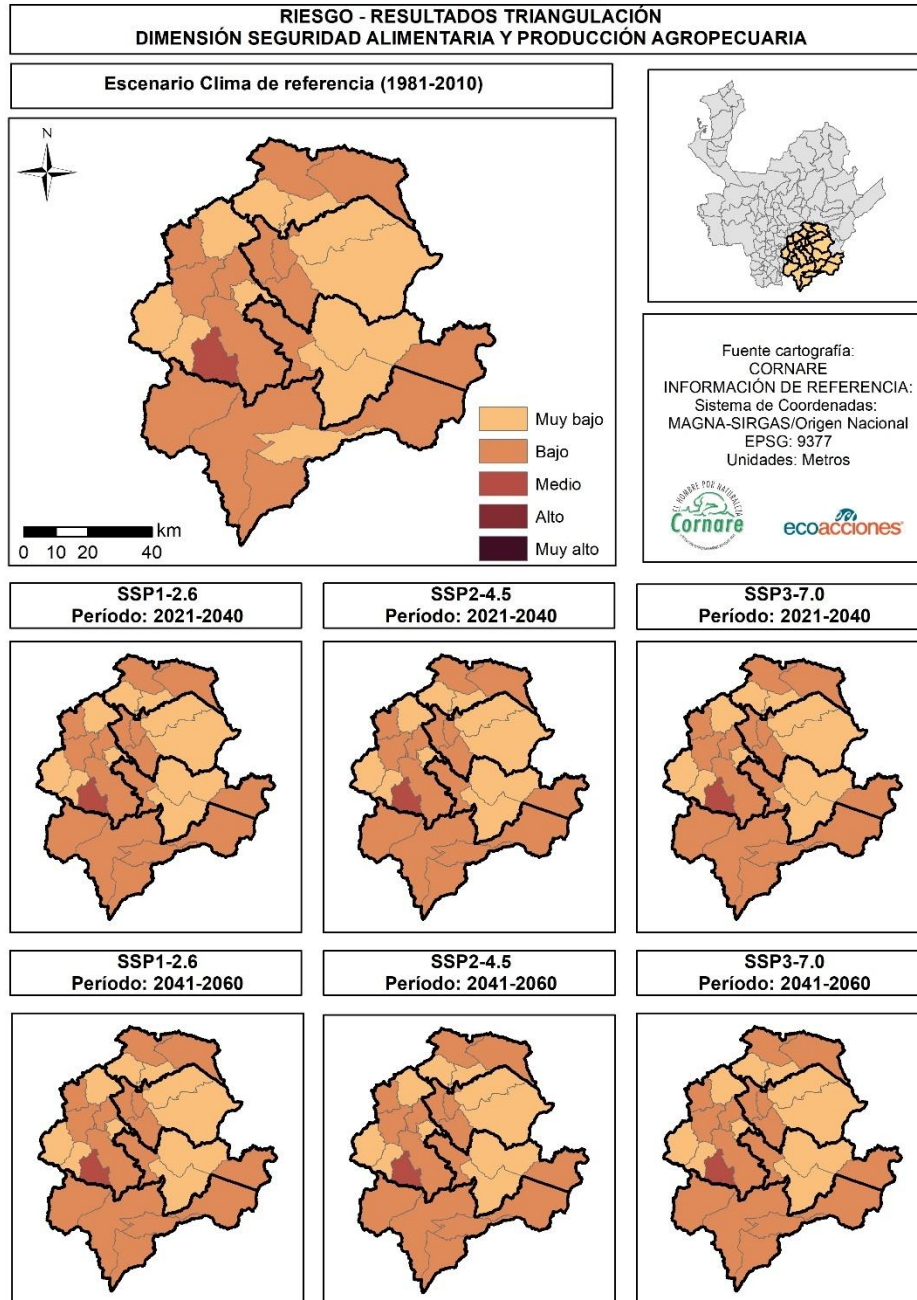 RIESGO - RESULTADOS TRIANGULACIÓN
DIMENSIÓN SEGURIDAD ALIMENTARIA Y PRODUCCIÓN AGROPECUARIA
Escenario Clima de referencia (1981-2010)
N
Muy bajo
Bajo
Medio
Alto
Muy alto
km
0 10 20 40
Fuente cartografía:
CORNARE
INFORMACIÓN DE REFERENCIA:
Sistema de Coordenadas:
MAGNA-SIRGAS/Origen Nacional
EPSG: 9377
Unidades: Metros
EL HOMBRE POR NATURALEZA
Cornare
ecoacciones
SSP1-2.6
Período: 2021-2040
SSP2-4.5
Período: 2021-2040
SSP3-7.0
Período: 2021-2040
SSP1-2.6
Período: 2041-2060
SSP2-4.5
Período: 2041-2060
SSP3-7.0
Período: 2041-2060